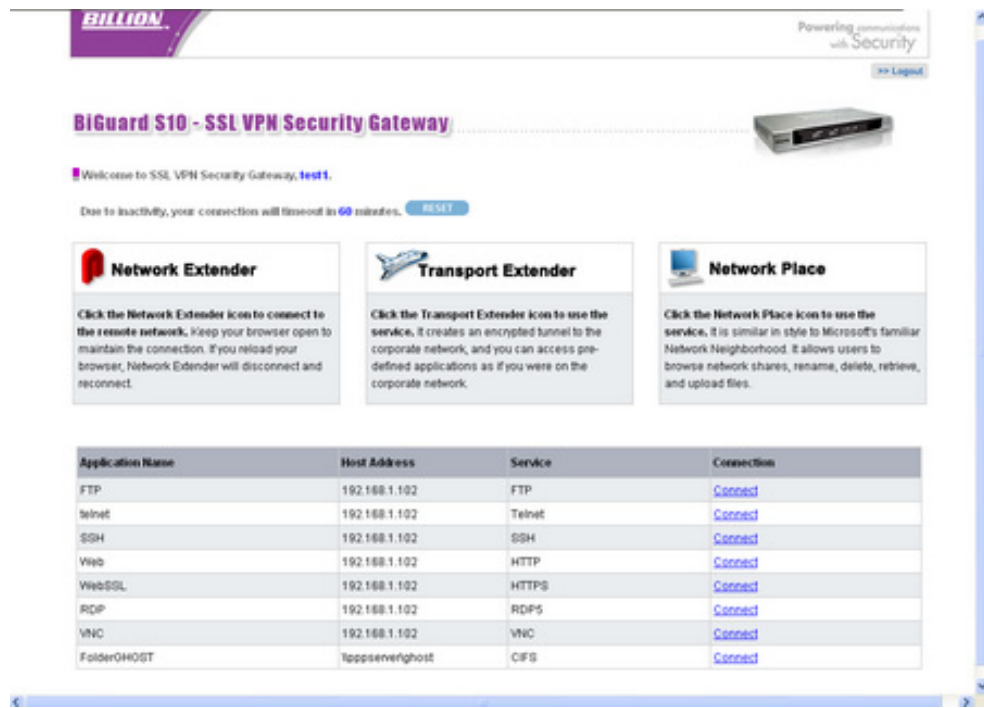 BILLION
Powering communications
with Security
>> Logout
BiGuard S10 - SSL VPN Security Gateway
Welcome to SSL VPN Security Gateway, test1.
Due to inactivity, your connection will timeout in 60 minutes. RESET
Network Extender
Click the Network Extender icon to connect to
the remote network. Keep your browser open to
maintain the connection. If you reload your
browser, Network Extender will disconnect and
reconnect.
Transport Extender
Click the Transport Extender icon to use the
service. It creates an encrypted tunnel to the
corporate network, and you can access pre-
defined applications as if you were on the
corporate network.
Network Place
Click the Network Place icon to use the
service. It is similar in style to Microsoft's familiar
Network Neighborhood. It allows users to
browse network shares, rename, delete, retrieve,
and upload files.
Application Name Host Address Service Connection
FTP 192.168.1.102 FTP Connect
telnet 192.168.1.102 Telnet Connect
SSH 192.168.1.102 SSH Connect
Web 192.168.1.102 HTTP Connect
WebSSL 192.168.1.102 HTTPS Connect
RDP 192.168.1.102 RDP5 Connect
VNC 192.168.1.102 VNC Connect
FolderGHOST \\pppserver\ghost CIFS Connect